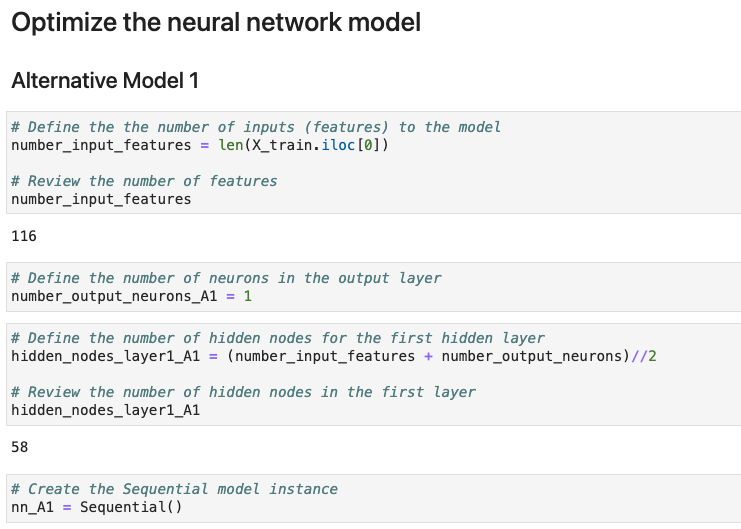 Optimize the neural network model
Alternative Model 1
# Define the the number of inputs (features) to the model
number_input_features = len(X_train.iloc[0])
# Review the number of features
number_input_features
116
# Define the number of neurons in the output layer
number_output_neurons_A1 = 1
# Define the number of hidden nodes for the first hidden layer
hidden_nodes_layer1_A1 = (number_input_features + number_output_neurons)//2
# Review the number of hidden nodes in the first layer
hidden_nodes_layer1_A1
58
# Create the Sequential model instance
nn_A1 = Sequential()